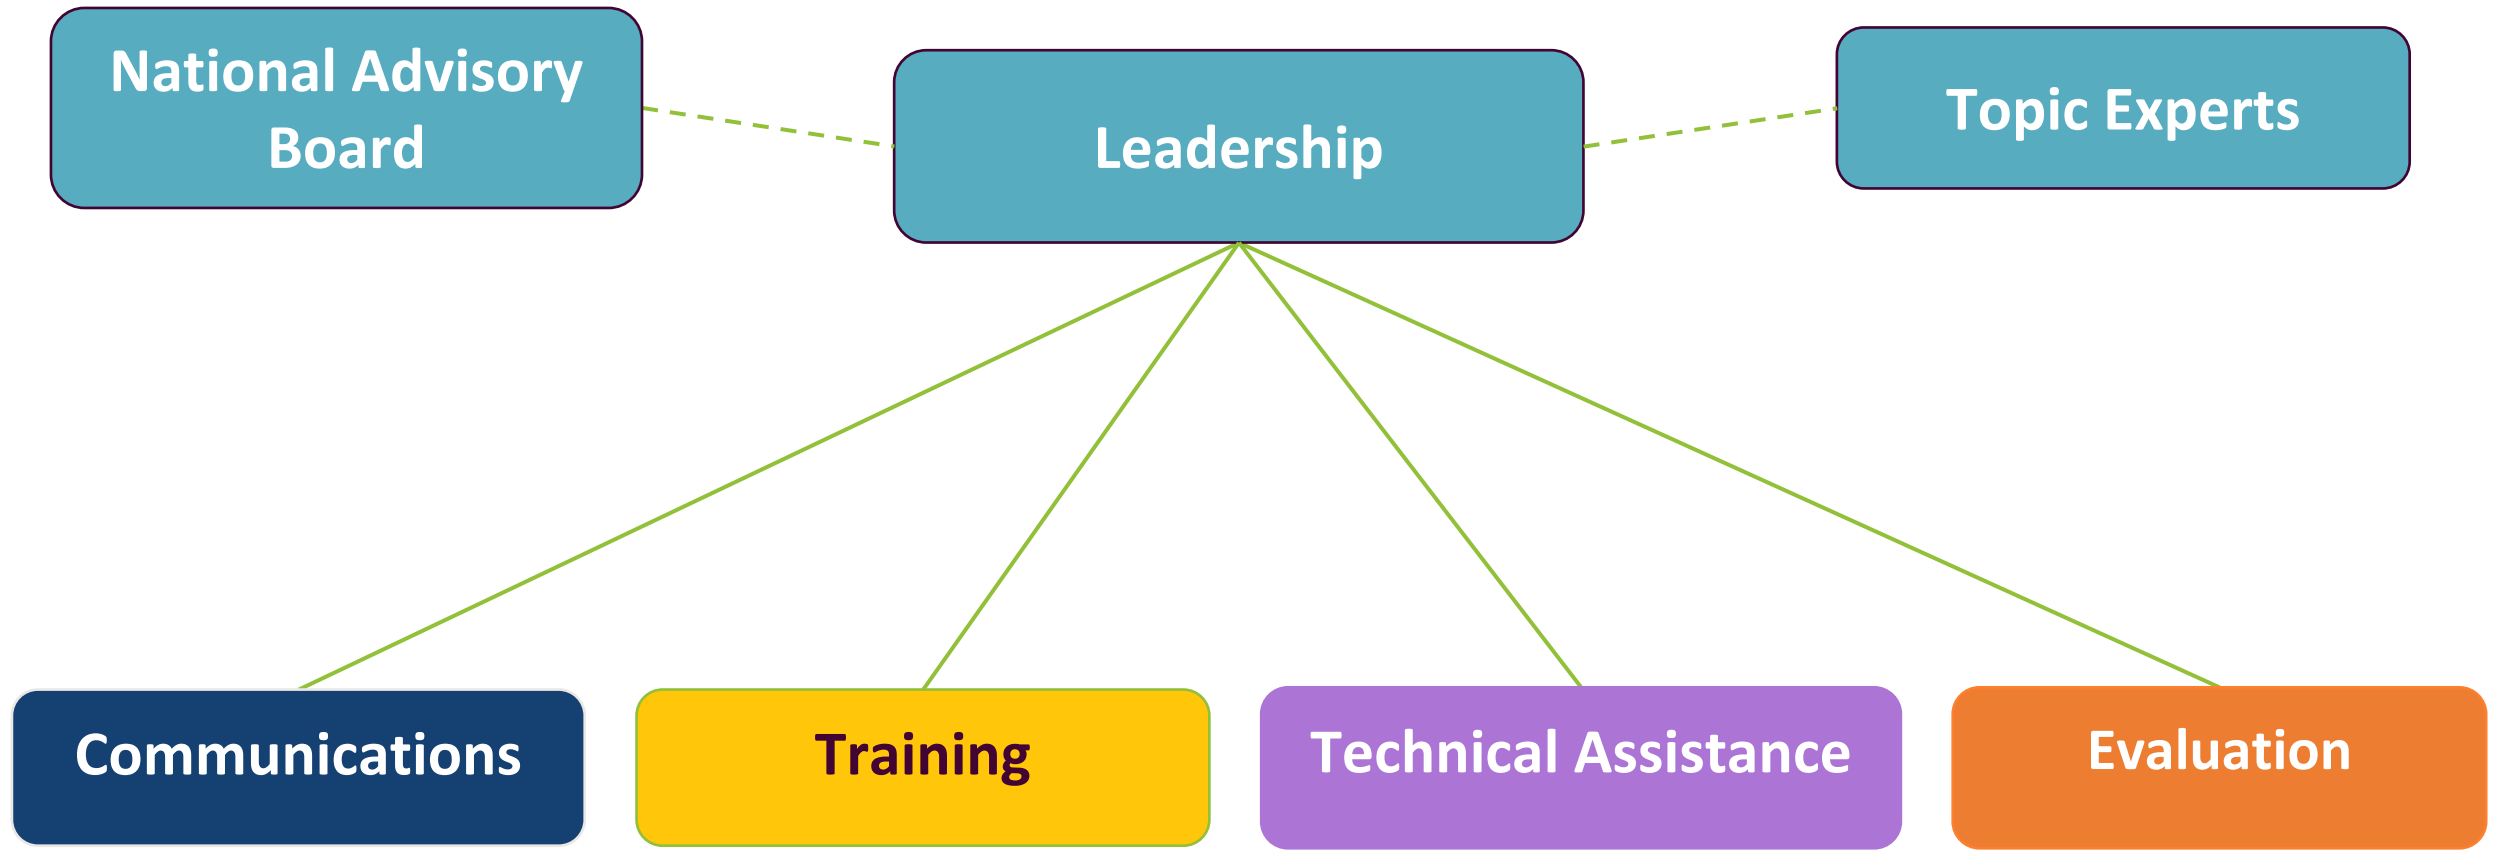 National Advisory
Board
Leadership
Topic Experts
Communications
Training
Technical Assistance
Evaluation